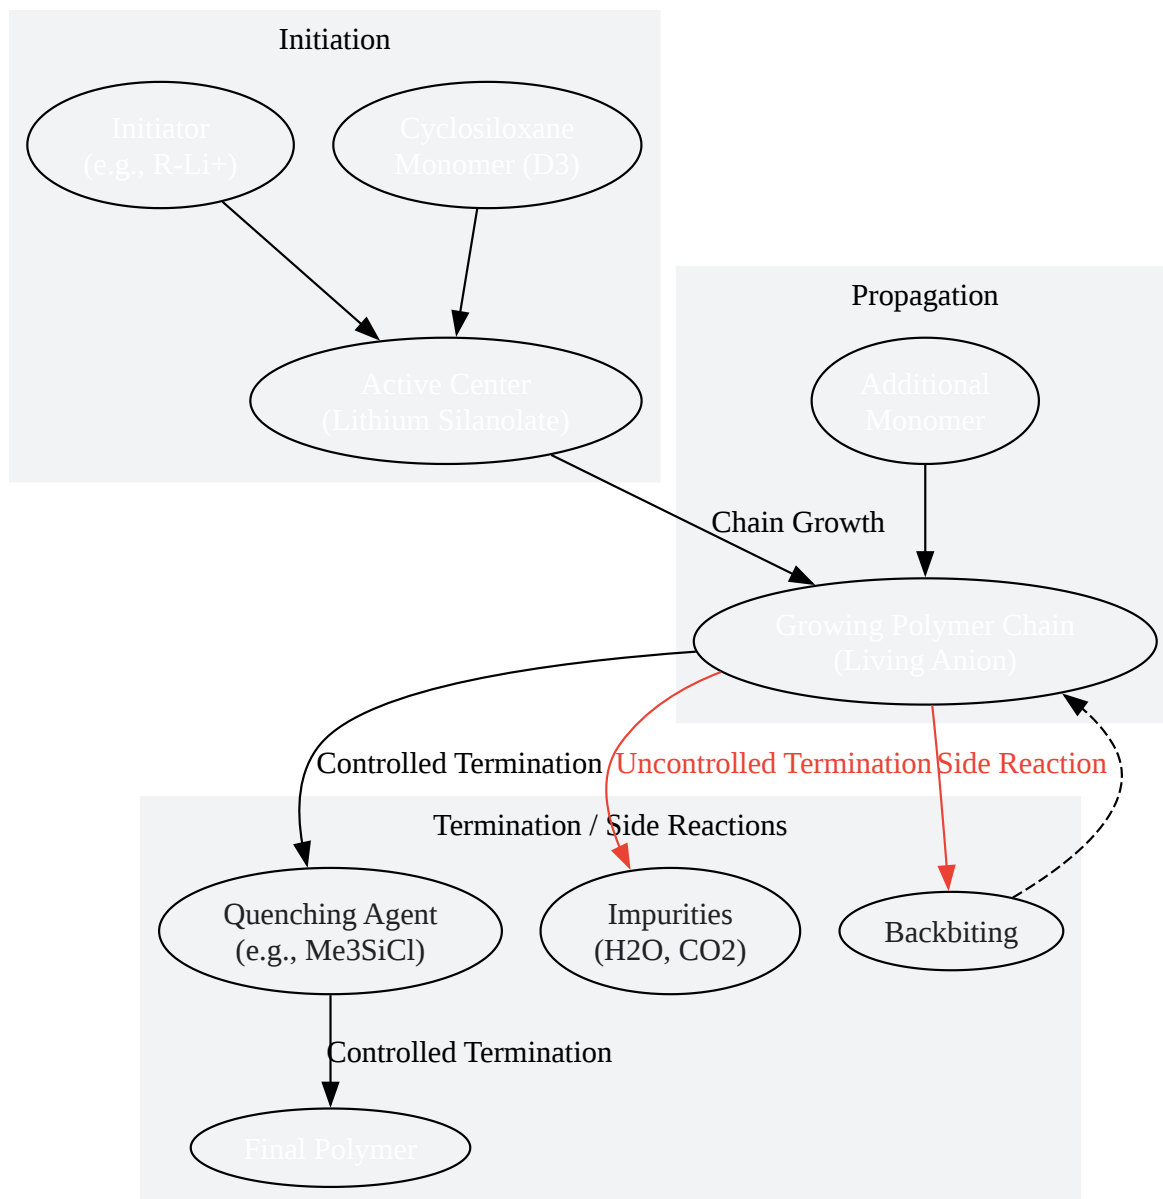 Initiation
Initiator
(e.g., R-Li+)
Cyclosiloxane
Monomer (D3)
Active Center
(Lithium Silanolate)
Propagation
Additional
Monomer
Chain Growth
Growing Polymer Chain
(Living Anion)
Controlled Termination
Uncontrolled Termination
Side Reaction
Termination / Side Reactions
Quenching Agent
(e.g., Me3SiCl)
Impurities
(H2O, CO2)
Backbiting
Controlled Termination
Final Polymer